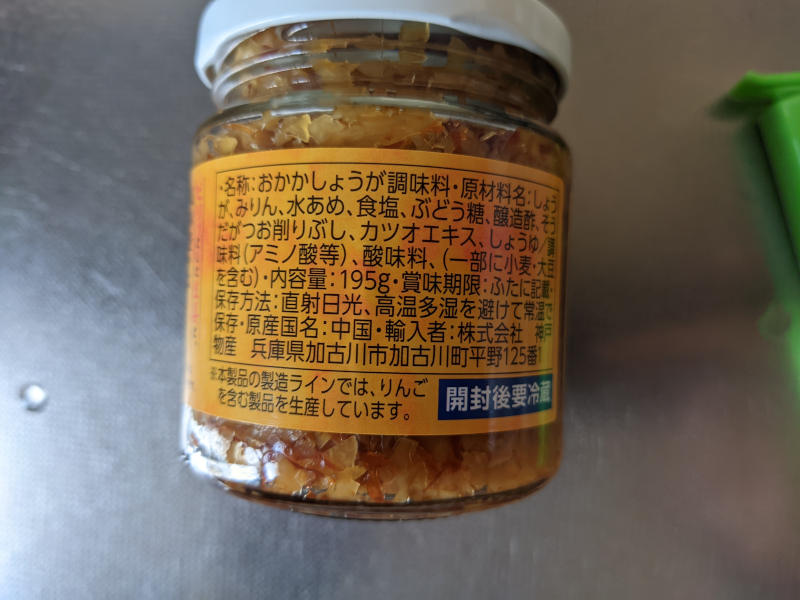 ・名称：おかかしょうが調味料・原材料名：しょう
が、みりん、水あめ、食塩、ぶどう糖、醸造酢、そう
だがつお削りぶし、カツオエキス、しょうゆ／調
味料（アミノ酸等）、酸味料、（一部に小麦・大豆
を含む）・内容量：195g・賞味期限：ふたに記載・
保存方法：直射日光、高温多湿を避けて常温で
保存・原産国名：中国・輸入者：株式会社 神戸
物産 兵庫県加古川市加古川町平野125番1
※本製品の製造ラインでは、りんご
を含む製品を生産しています。
開封後要冷蔵